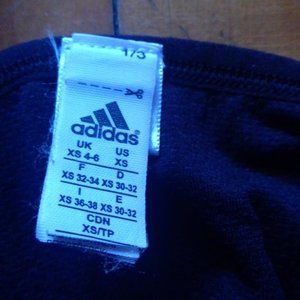 1/3
adidas®
UK US
XS 4-6 XS
F D
XS 32-34 XS 30-32
I E
XS 36-38 XS 30-32
CDN
XS/TP